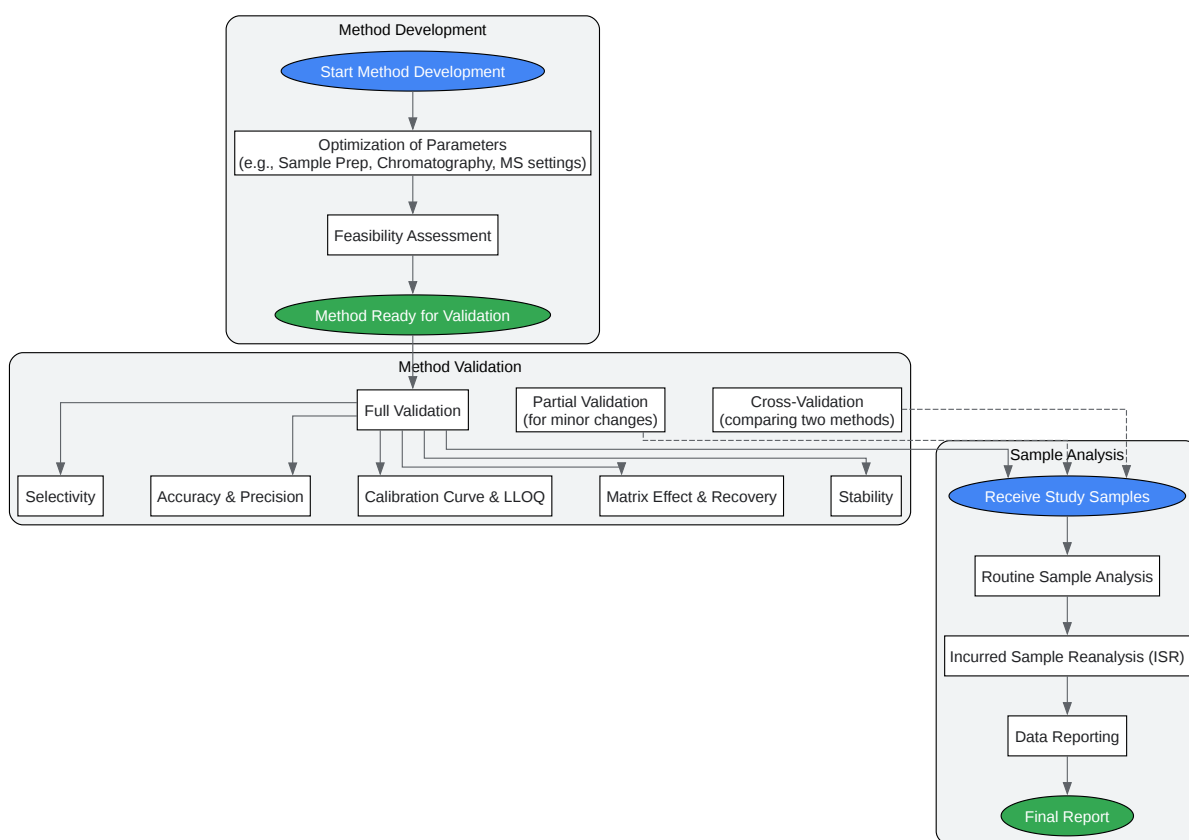 Method Development
Start Method Development
Optimization of Parameters
(e.g., Sample Prep, Chromatography, MS settings)
Feasibility Assessment
Method Ready for Validation
Method Validation
Full Validation
Partial Validation
(for minor changes)
Cross-Validation
(comparing two methods)
Selectivity
Accuracy & Precision
Calibration Curve & LLOQ
Matrix Effect & Recovery
Stability
Sample Analysis
Receive Study Samples
Routine Sample Analysis
Incurred Sample Reanalysis (ISR)
Data Reporting
Final Report